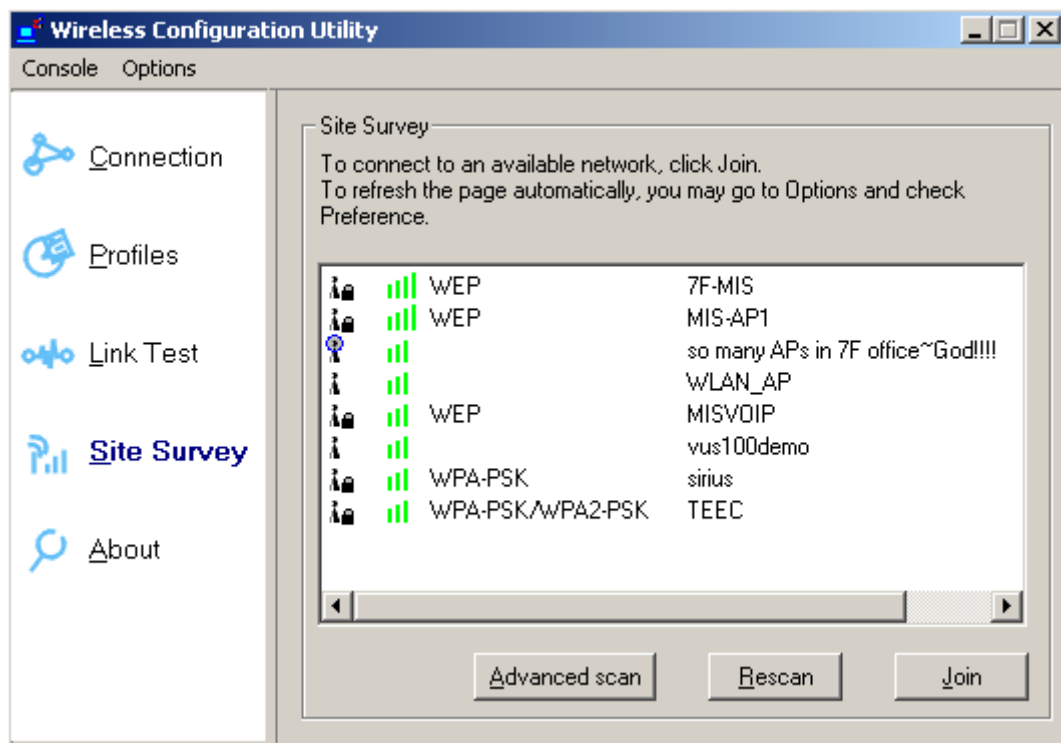 Wireless Configuration Utility
Console Options
Connection
Profiles
Link Test
Site Survey
About
Site Survey
To connect to an available network, click Join.
To refresh the page automatically, you may go to Options and check
Preference.
WEP 7F-MIS
WEP MIS-AP1
so many APs in 7F office~God!!!!
WLAN_AP
WEP MISVOIP
vus100demo
WPA-PSK sirius
WPA-PSK/WPA2-PSK TEEC
Advanced scan Rescan Join